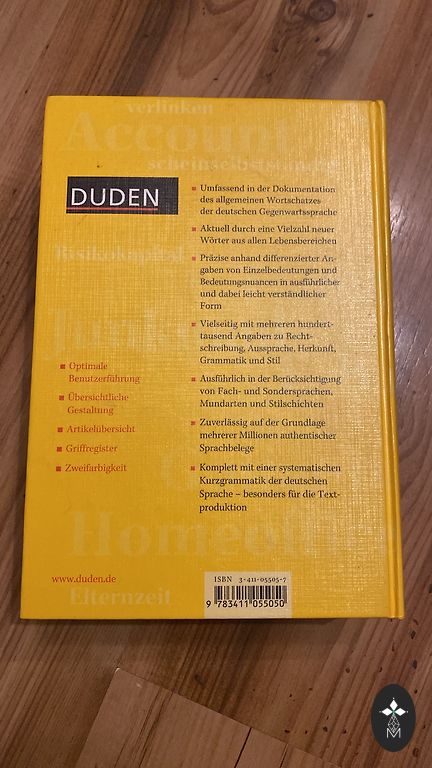 verlinken
Account
scheinselbstständig
DUDEN
Umfassend in der Dokumentation
des allgemeinen Wortschatzes
der deutschen Gegenwartssprache
Aktuell durch eine Vielzahl neuer
Wörter aus allen Lebensbereichen
Präzise anhand differenzierter An-
gaben von Einzelbedeutungen und
Bedeutungsnuancen in ausführlicher
und dabei leicht verständlicher
Form
Vielseitig mit mehreren hundert-
tausend Angaben zu Recht-
schreibung, Aussprache, Herkunft,
Grammatik und Stil
Ausführlich in der Berücksichtigung
von Fach- und Sondersprachen,
Mundarten und Stilschichten
Zuverlässig auf der Grundlage
mehrerer Millionen authentischer
Sprachbelege
Komplett mit einer systematischen
Kurzgrammatik der deutschen
Sprache – besonders für die Text-
produktion
Risikokapital
Optimale
Benutzerführung
Übersichtliche
Gestaltung
Artikelübersicht
Griffregister
Zweifarbigkeit
www.duden.de
Elternzeit
ISBN 3-411-05505-7
9 783411 055050
M